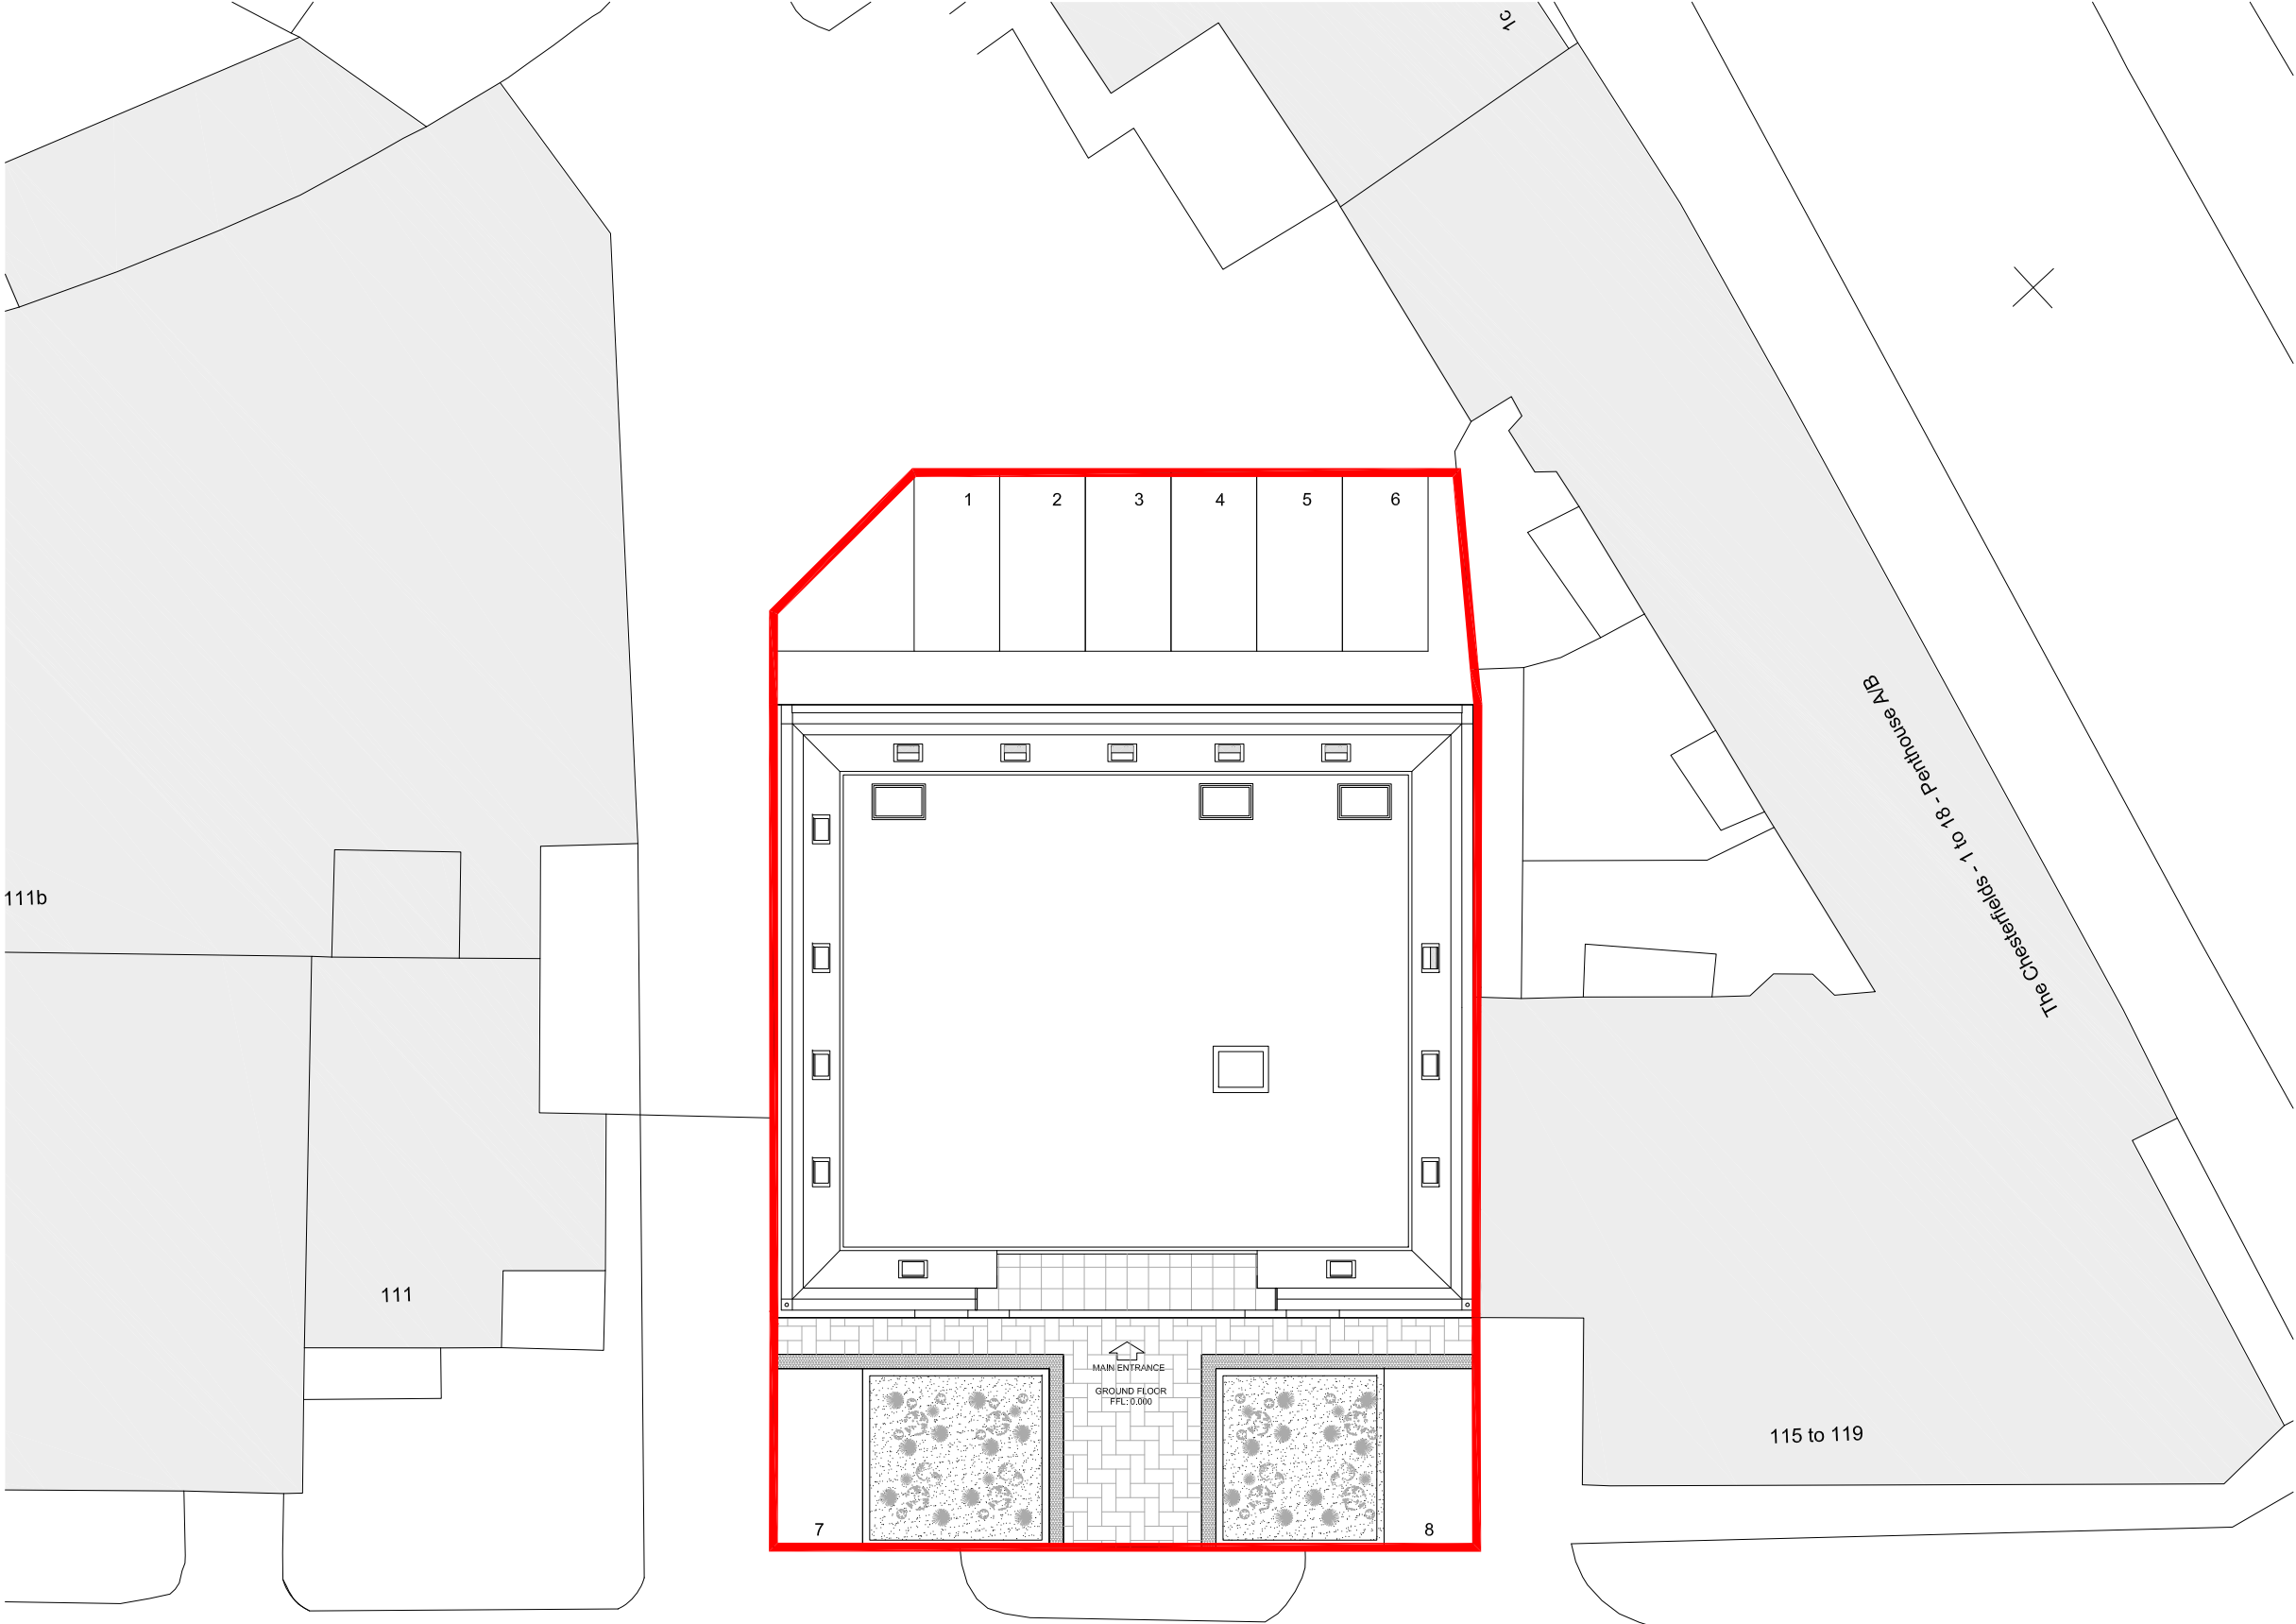 1c
1
2
3
4
5
6
The Chesterfields - 1 to 18 - Penthouse A/B
111b
111
MAIN ENTRANCE
GROUND FLOOR
FFL: 0.000
115 to 119
7
8